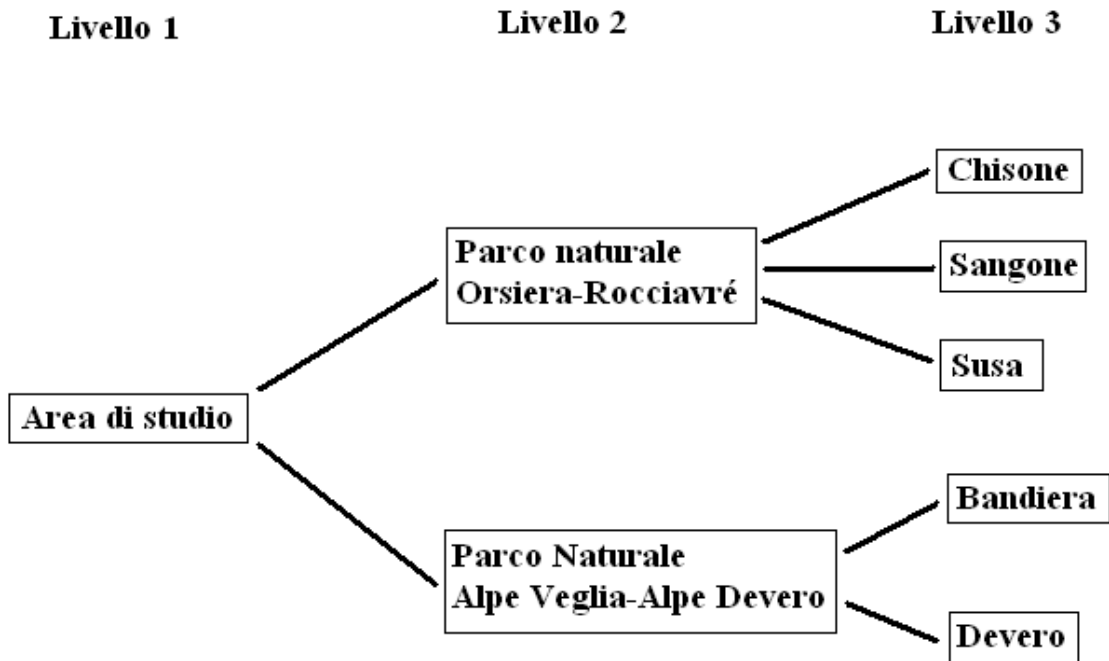 Livello 1
Livello 2
Livello 3
Chisone
Parco naturale
Orsiera-Rocciavré
Sangone
Susa
Area di studio
Bandiera
Parco Naturale
Alpe Veglia-Alpe Devero
Devero